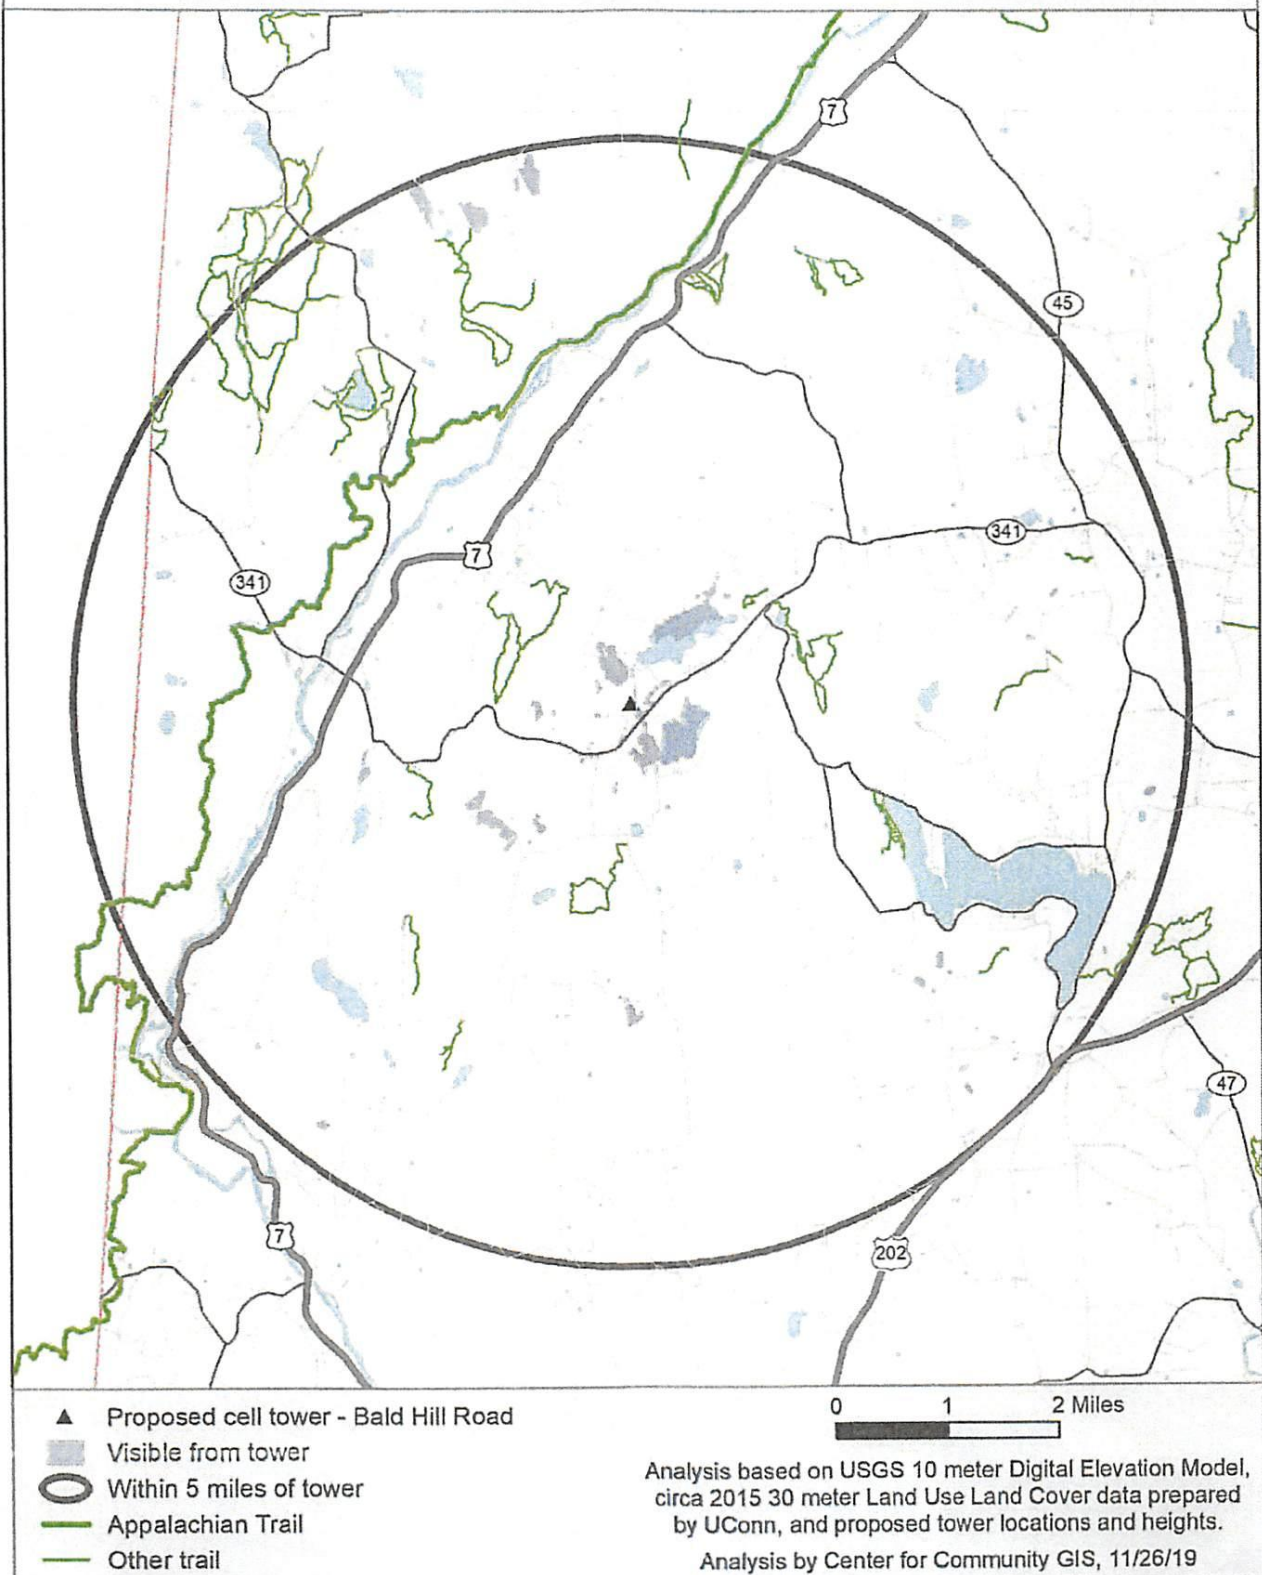 7
45
341
7
341
47
7
202
Proposed cell tower - Bald Hill Road
Visible from tower
Within 5 miles of tower
Appalachian Trail
Other trail
0 1 2 Miles
Analysis based on USGS 10 meter Digital Elevation Model,
circa 2015 30 meter Land Use Land Cover data prepared
by UConn, and proposed tower locations and heights.
Analysis by Center for Community GIS, 11/26/19